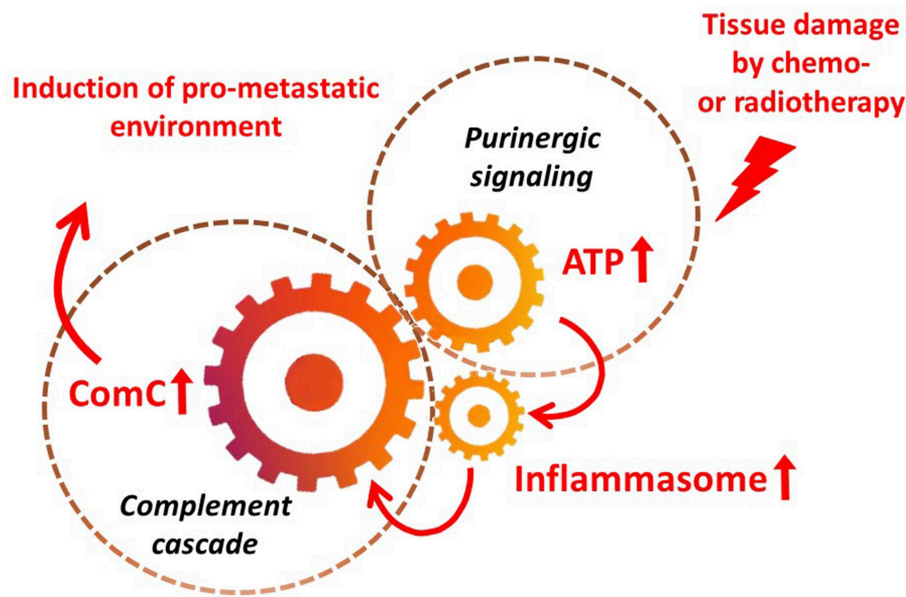 Tissue damage
by chemo-
or radiotherapy
Induction of pro-metastatic
environment
Purinergic
signaling
ATP
ComC
Inflammasome
Complement
cascade